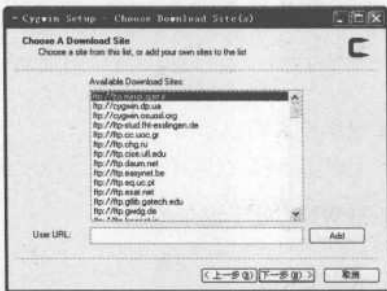 Cygwin Setup - Choose Download Site(s)
Choose A Download Site
Choose a site from this list, or add your own sites to the list
Available Download Sites:
ftp://cygwin.dp.ua
ftp://cygwin.osuosl.org
ftp://ftp-stud.fht-esslingen.de
ftp://ftp.cc.uoc.gr
ftp://ftp.chg.ru
ftp://ftp.cise.ufl.edu
ftp://ftp.daum.net
ftp://ftp.easynet.be
ftp://ftp.eq.uc.pt
ftp://ftp.esat.net
ftp://ftp.gtlib.gatech.edu
ftp://ftp.gwdg.de
User URL:
Add
<上一步(B)
下一步(N)>
取消